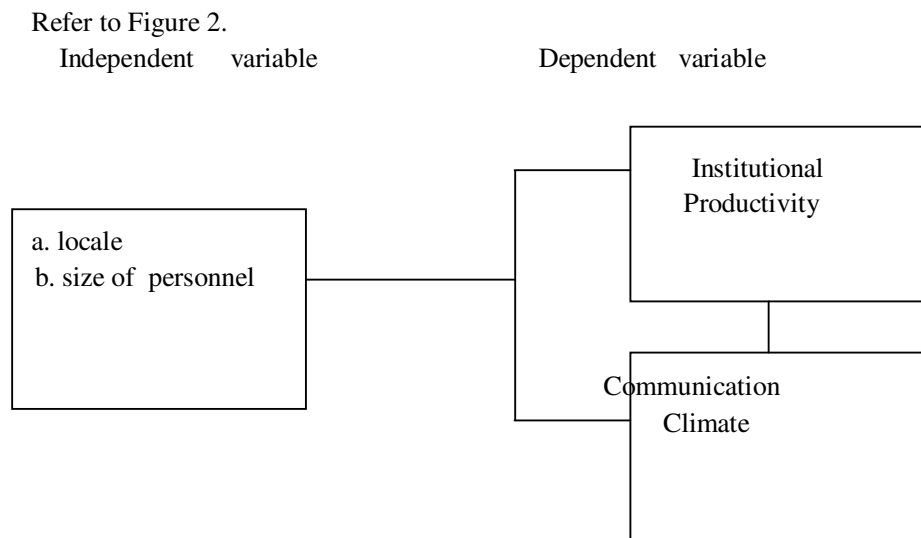 Refer to Figure 2.
Independent variable
Dependent variable
Institutional
Productivity
a. locale
b. size of personnel
Communication
Climate